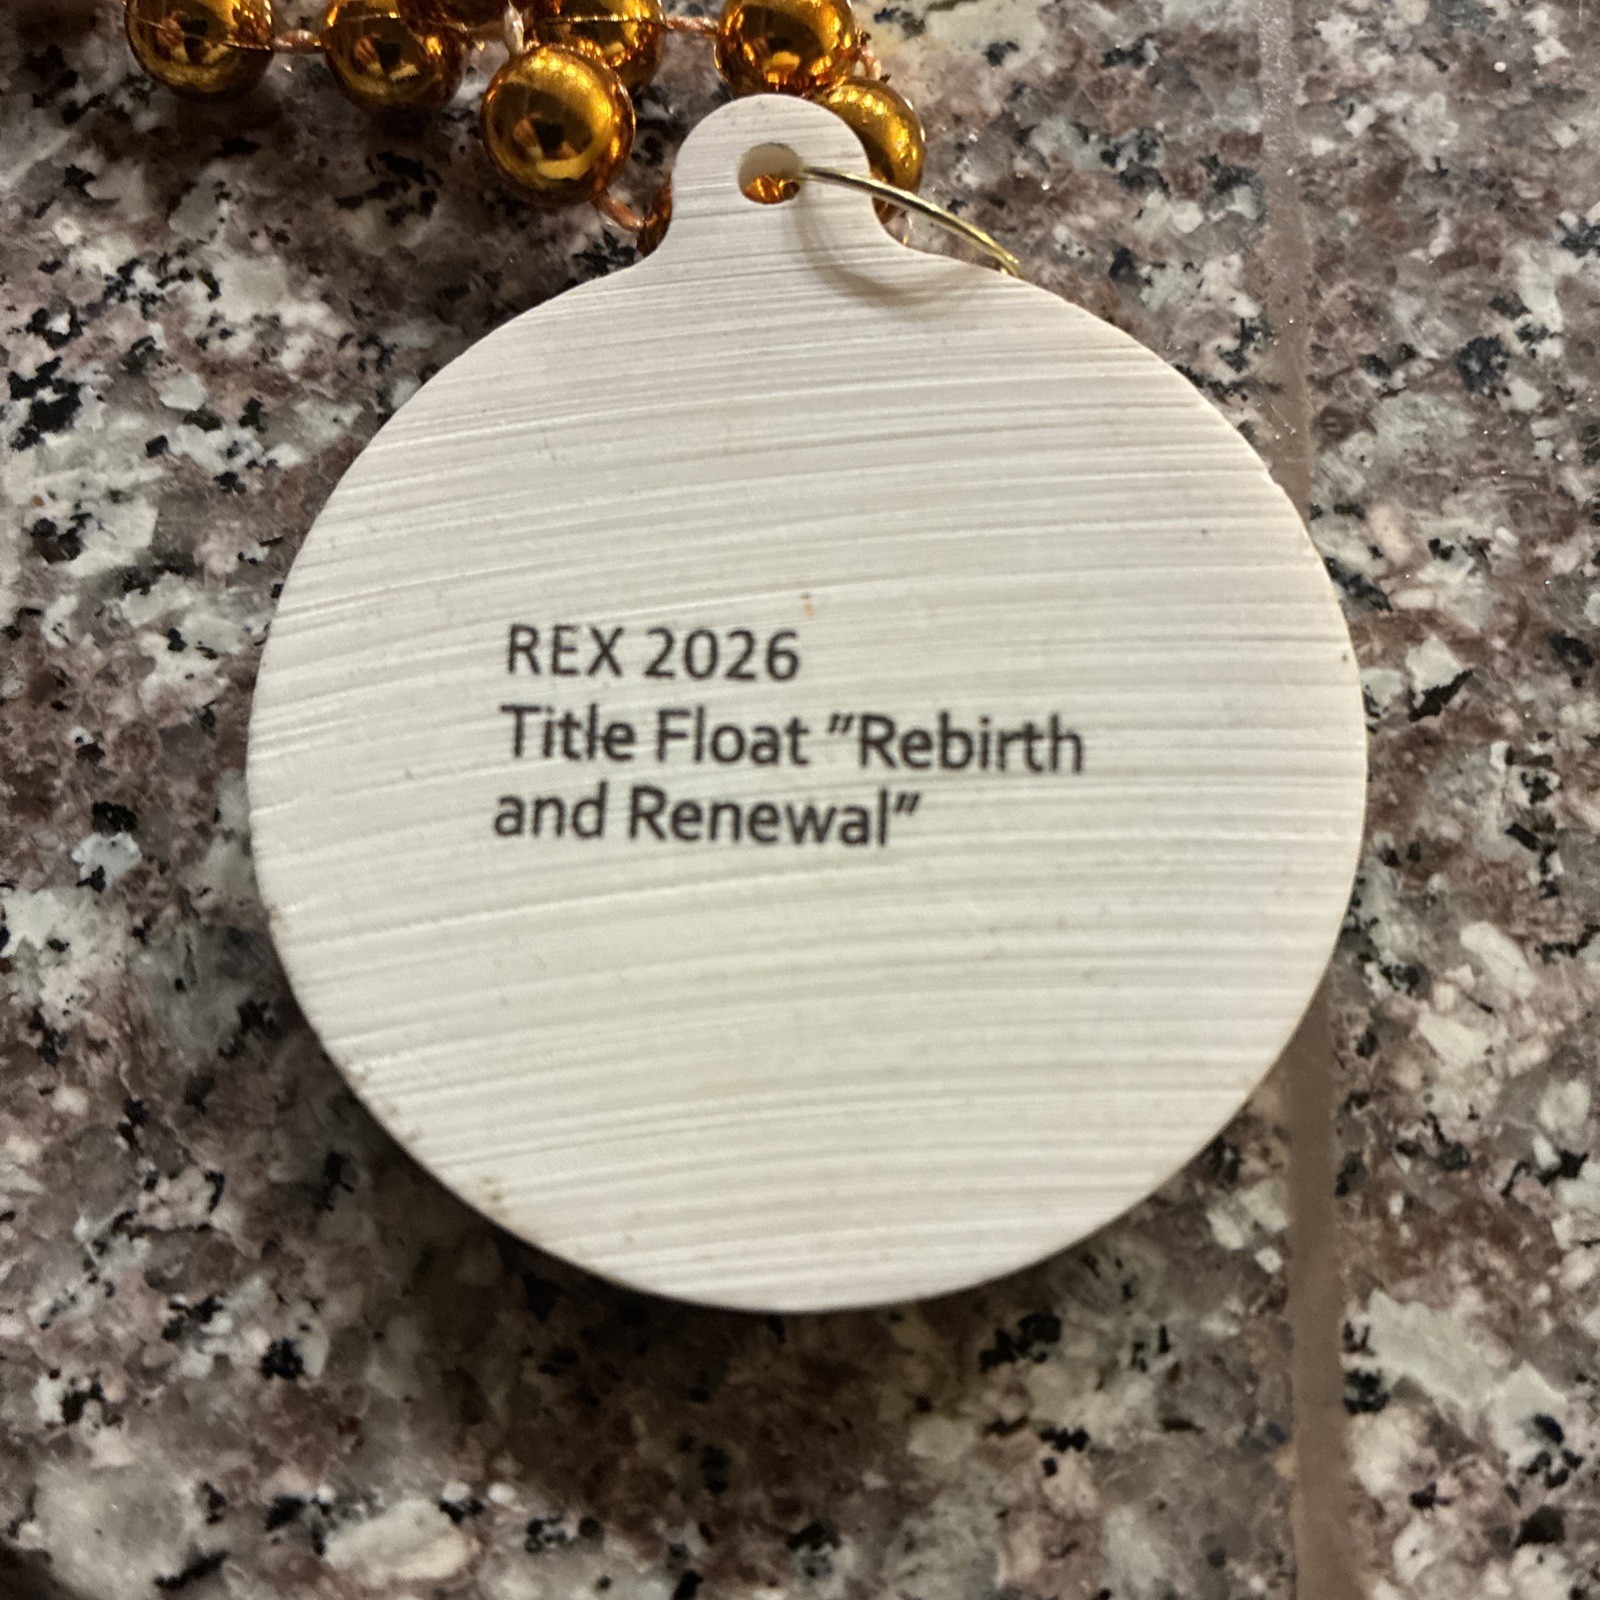 REX 2026
Title Float "Rebirth
and Renewal"